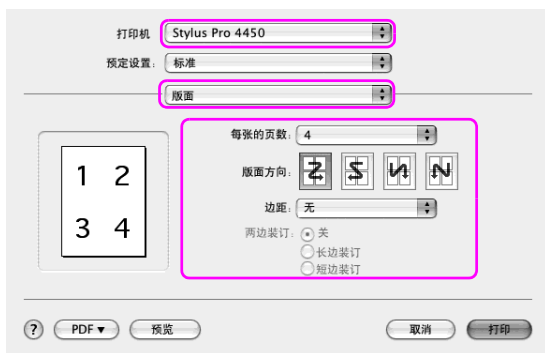 打印机 Stylus Pro 4450
预定设置: 标准
版面
每张的页数: 4
版面方向:
边距: 无
两边装订: 关
长边装订
短边装订
1 2
3 4
? PDF▼ 预览 取消 打印